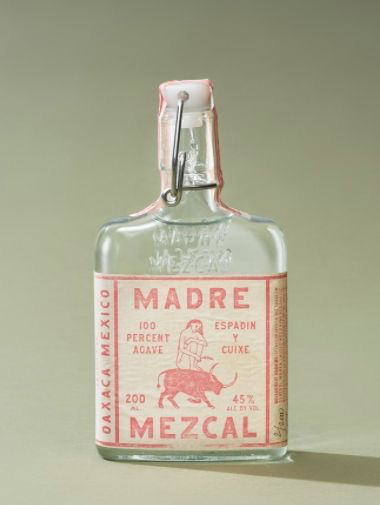 MADRE
MEZCAL
MADRE
100
PERCENT
AGAVE
ESPADIN
Y
CUIXE
200
ML.
45%
ALC BY VOL
MEZCAL
OAXACA MEXICO